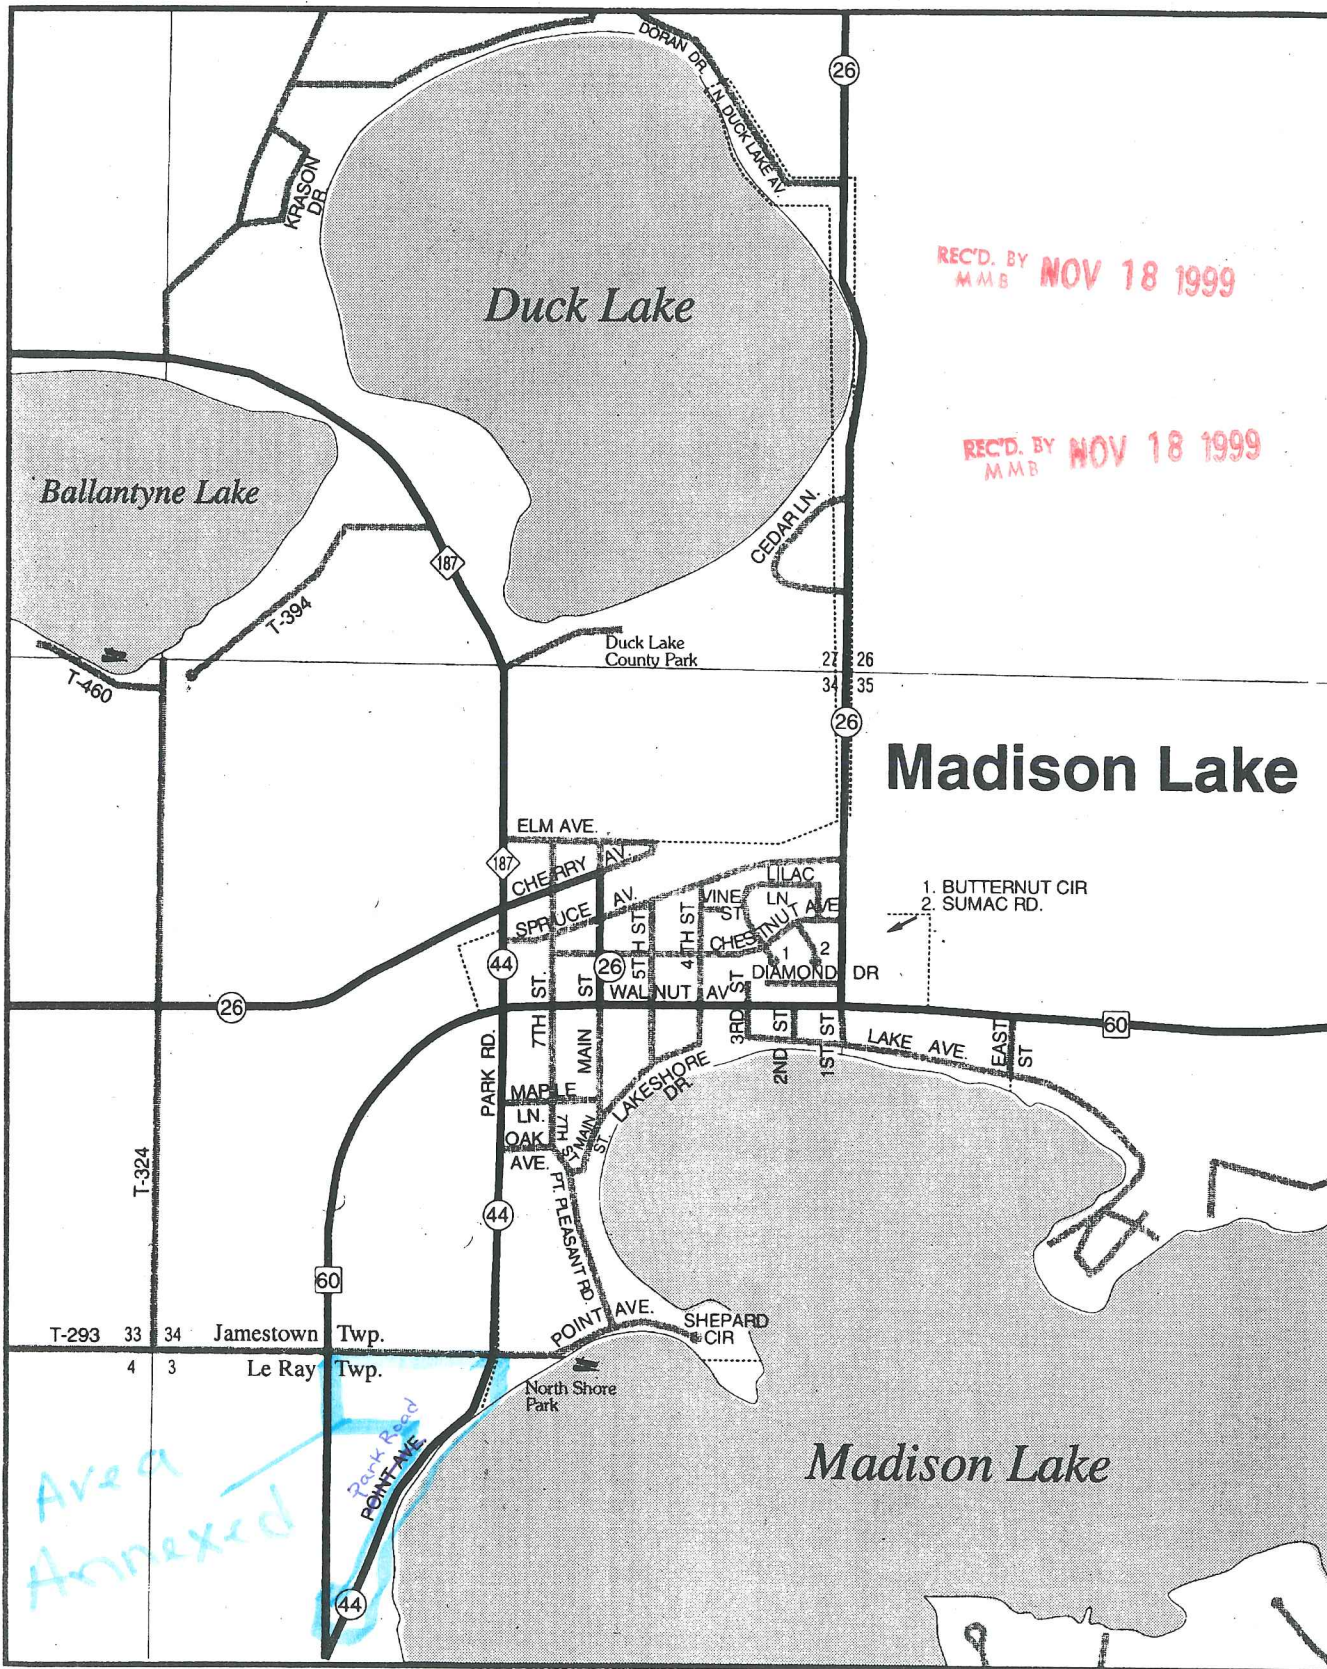 DORAN DR.
26
N DUCK LAKE AV.
KRASON
DR.
REC'D. BY NOV 18 1999
MMB
Duck Lake
REC'D. BY NOV 18 1999
MMB
Ballantyne Lake
CEDAR LN.
187
T-394
Duck Lake
County Park
27 26
34 35
T-460
26
Madison Lake
ELM AVE.
187
CHERRY AV.
LILAC
LN
VINE
ST
1. BUTTERNUT CIR
2. SUMAC RD.
SPRUCE AV.
5TH ST
4TH ST
CHESTNUT AVE
1 2
44
26
DIAMOND DR
7TH ST.
MAIN ST
WALNUT AV
3RD ST
26
60
PARK RD.
2ND ST
1ST ST
LAKE AVE.
EAST
ST
LAKESHORE
DR.
MAPLE
LN.
7TH ST
MAIN
ST.
OAK
AVE.
T-324
PT. PLEASANT RD.
44
60
POINT AVE.
SHEPARD
CIR
T-293 33 34 Jamestown Twp.
4 3 Le Ray Twp.
North Shore
Park
Park Road
POINT AVE.
Area
Annexed
Madison Lake
44